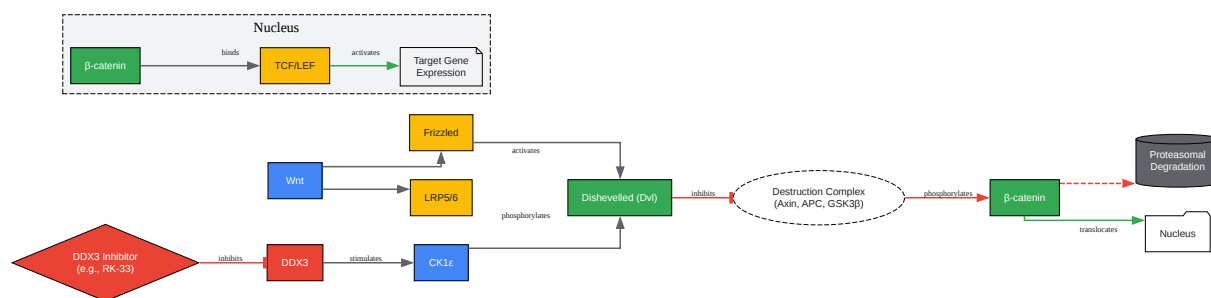 Nucleus
β-catenin
binds
TCF/LEF
activates
Target Gene
Expression
Frizzled
activates
Wnt
LRP5/6
Dishevelled (Dvl)
inhibits
Destruction Complex
(Axin, APC, GSK3β)
phosphorylates
β-catenin
Proteasomal
Degradation
translocates
Nucleus
phosphorylates
DDX3 Inhibitor
(e.g., RK-33)
inhibits
DDX3
stimulates
CK1ε